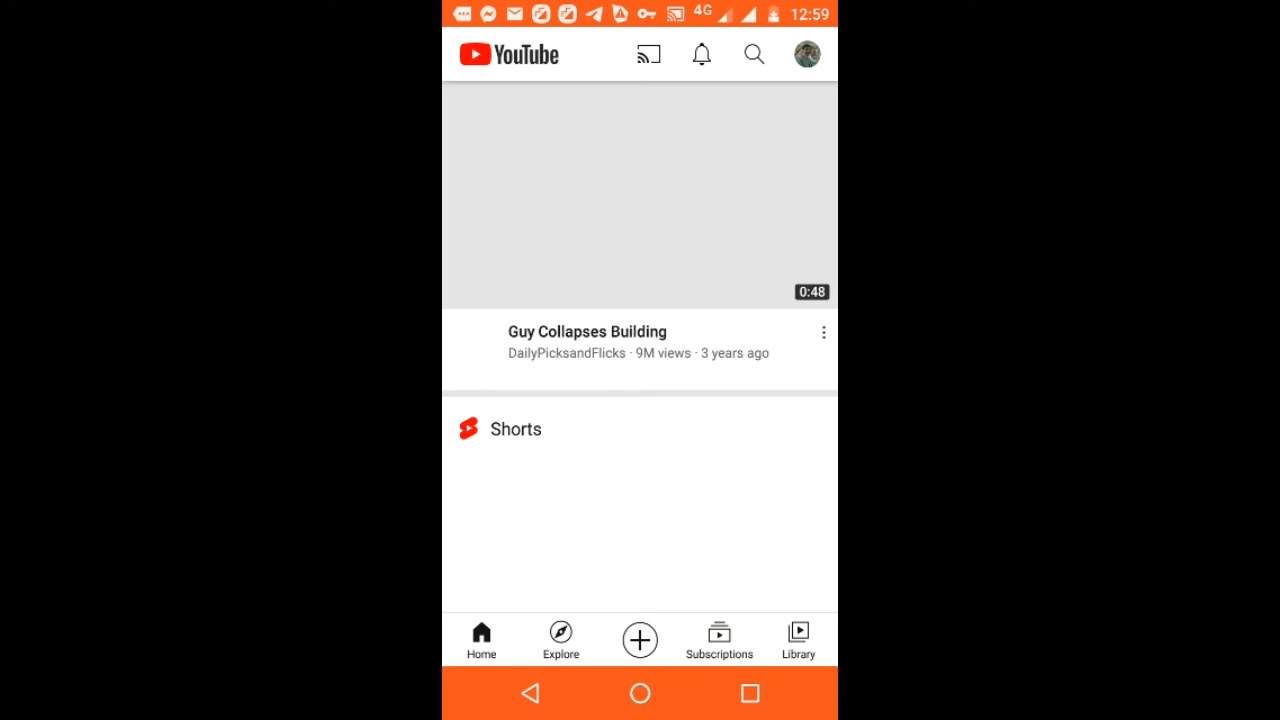 4G 12:59
YouTube
0:48
Guy Collapses Building
DailyPicksandFlicks · 9M views · 3 years ago
Shorts
Home Explore Subscriptions Library